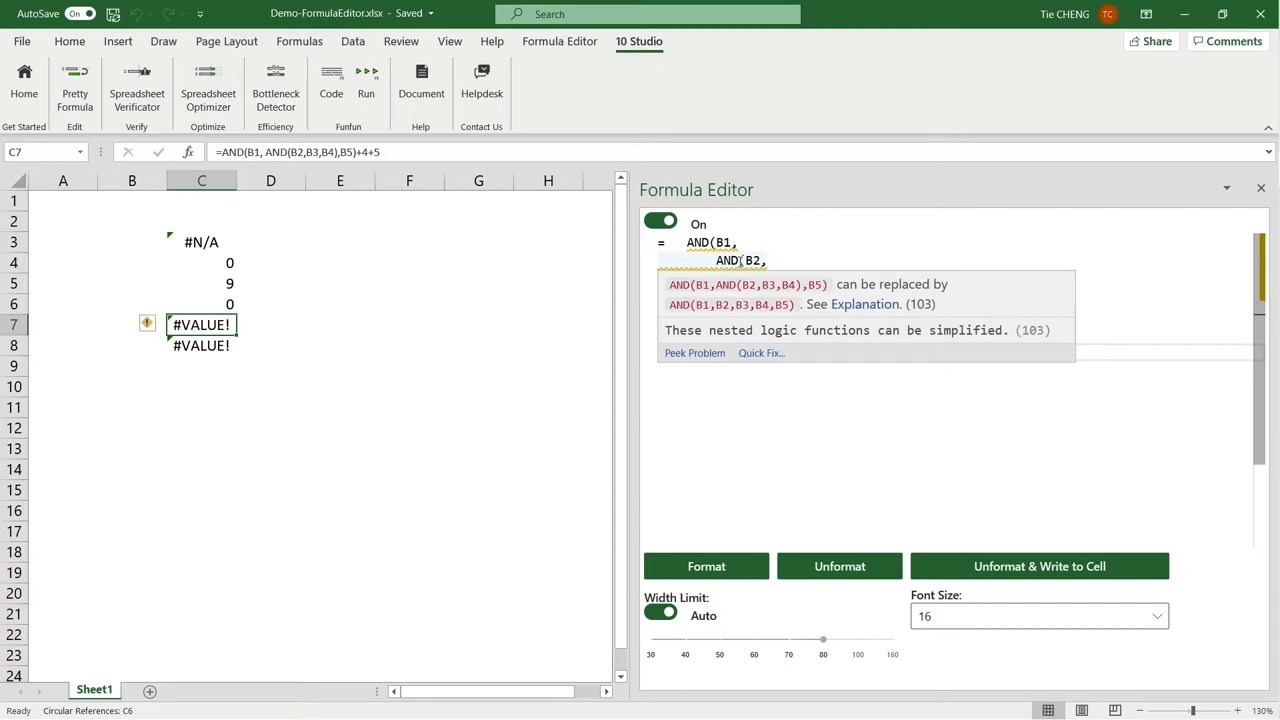 AutoSave On Demo-FormulaEditor.xlsx - Saved Search Tie CHENG TC
File Home Insert Draw Page Layout Formulas Data Review View Help Formula Editor 10 Studio Share Comments
Home Pretty Formula Spreadsheet Verificator Spreadsheet Optimizer Bottleneck Detector Code Run Document Helpdesk
Get Started Edit Verify Optimize Efficiency Funfun Help Contact Us
C7 fx =AND(B1, AND(B2,B3,B4),B5)+4+5
A B C D E F G H
1
2
3 #N/A
4 0
5 9
6 0
7 #VALUE!
8 #VALUE!
9
10
11
12
13
14
15
16
17
18
19
20
21
22
23
24
Formula Editor
On
= AND(B1,
AND(B2,
AND(B1,AND(B2,B3,B4),B5) can be replaced by
AND(B1,B2,B3,B4,B5) . See Explanation. (103)
These nested logic functions can be simplified. (103)
Peek Problem Quick Fix...
Format Unformat Unformat & Write to Cell
Width Limit: Font Size:
Auto 16
30 40 50 60 70 80 100 160
Sheet1
Ready Circular References: C6 130%